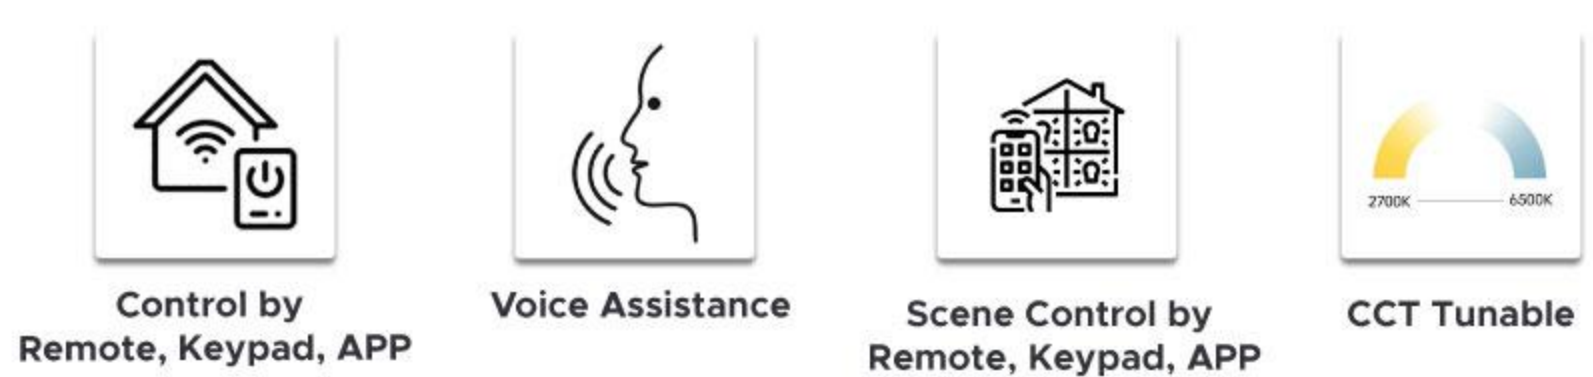 2700K
6500K
Control by
Remote, Keypad, APP
Voice Assistance
Scene Control by
Remote, Keypad, APP
CCT Tunable